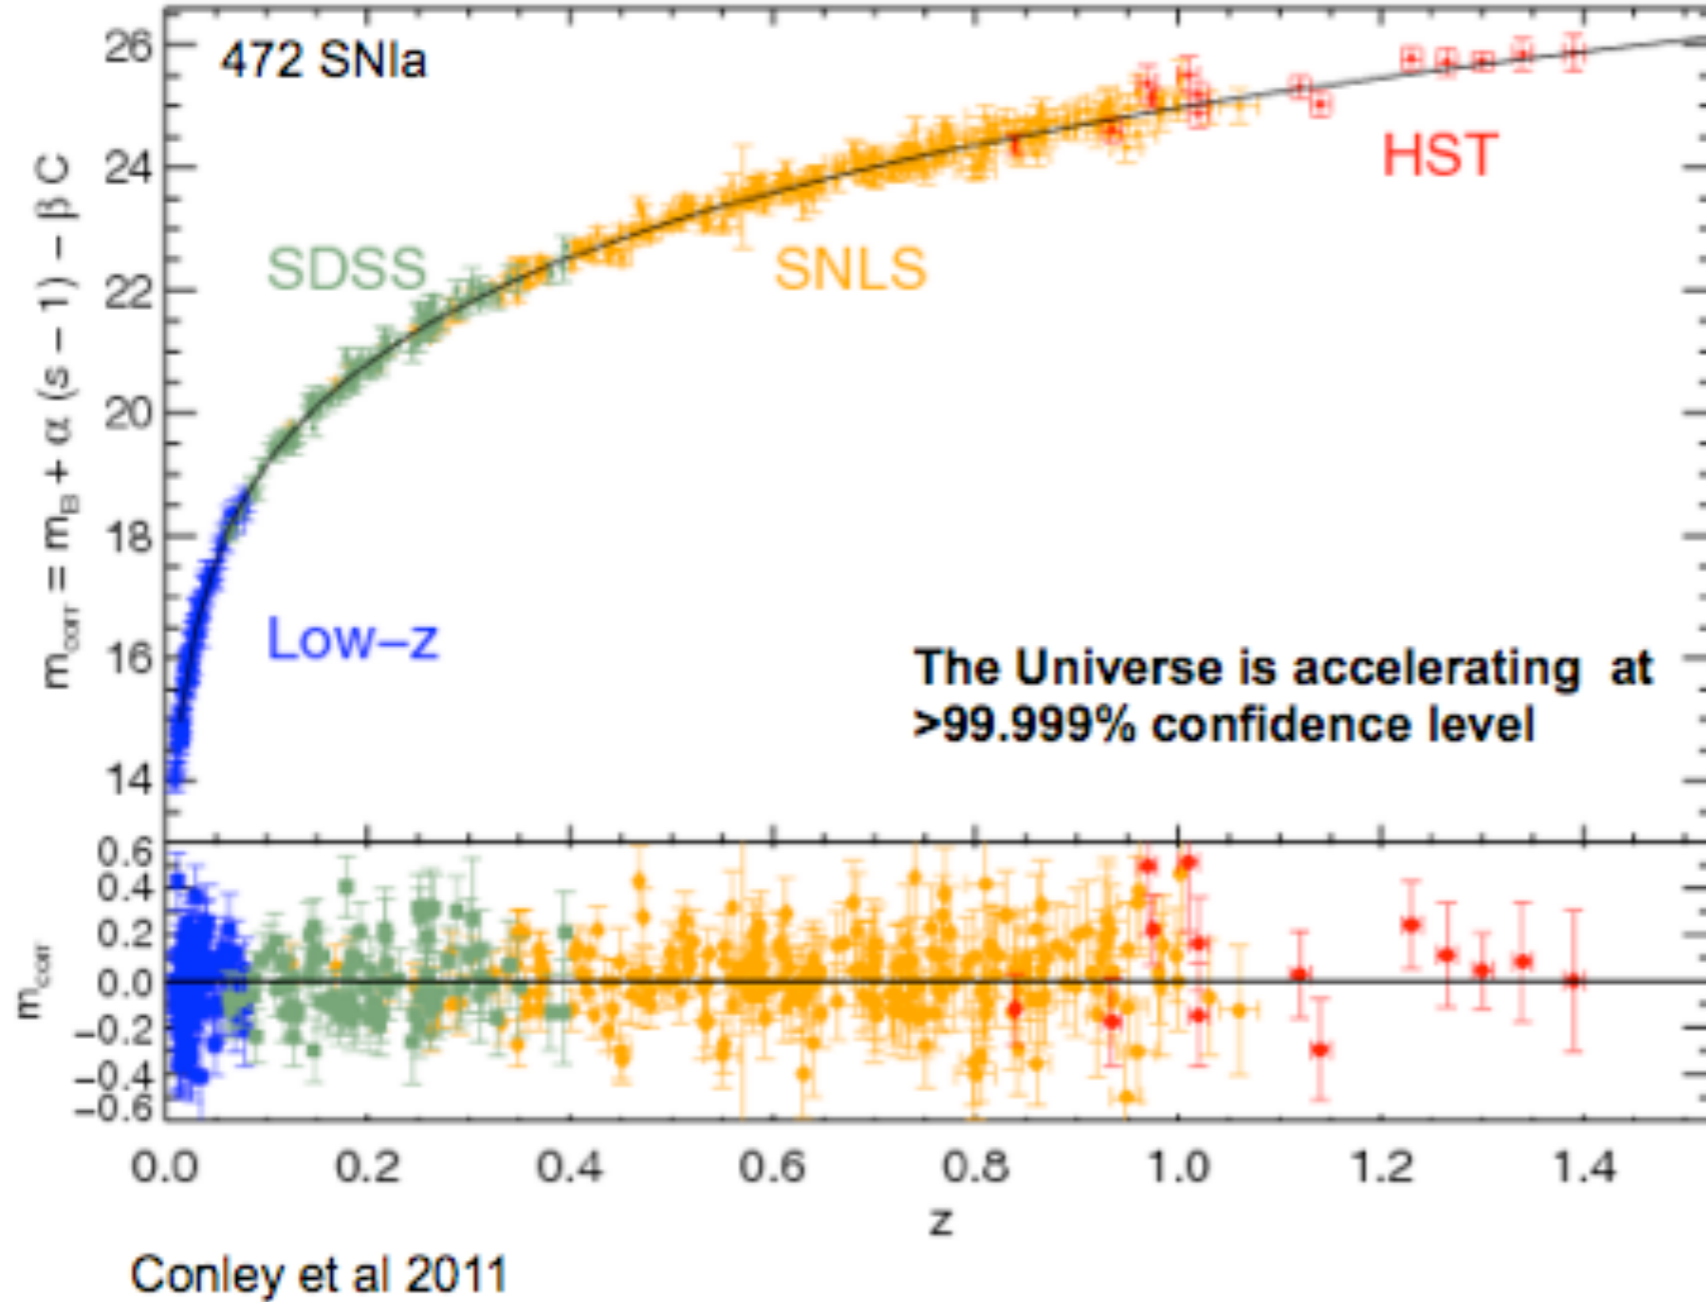 472 SNIa
26
24
22
20
18
16
14
m_corr = m_B + α (s − 1) − β C
HST
SDSS
SNLS
Low−z
The Universe is accelerating at
>99.999% confidence level
0.6
0.4
0.2
0.0
−0.2
−0.4
−0.6
m_corr
0.0 0.2 0.4 0.6 0.8 1.0 1.2 1.4
z
Conley et al 2011